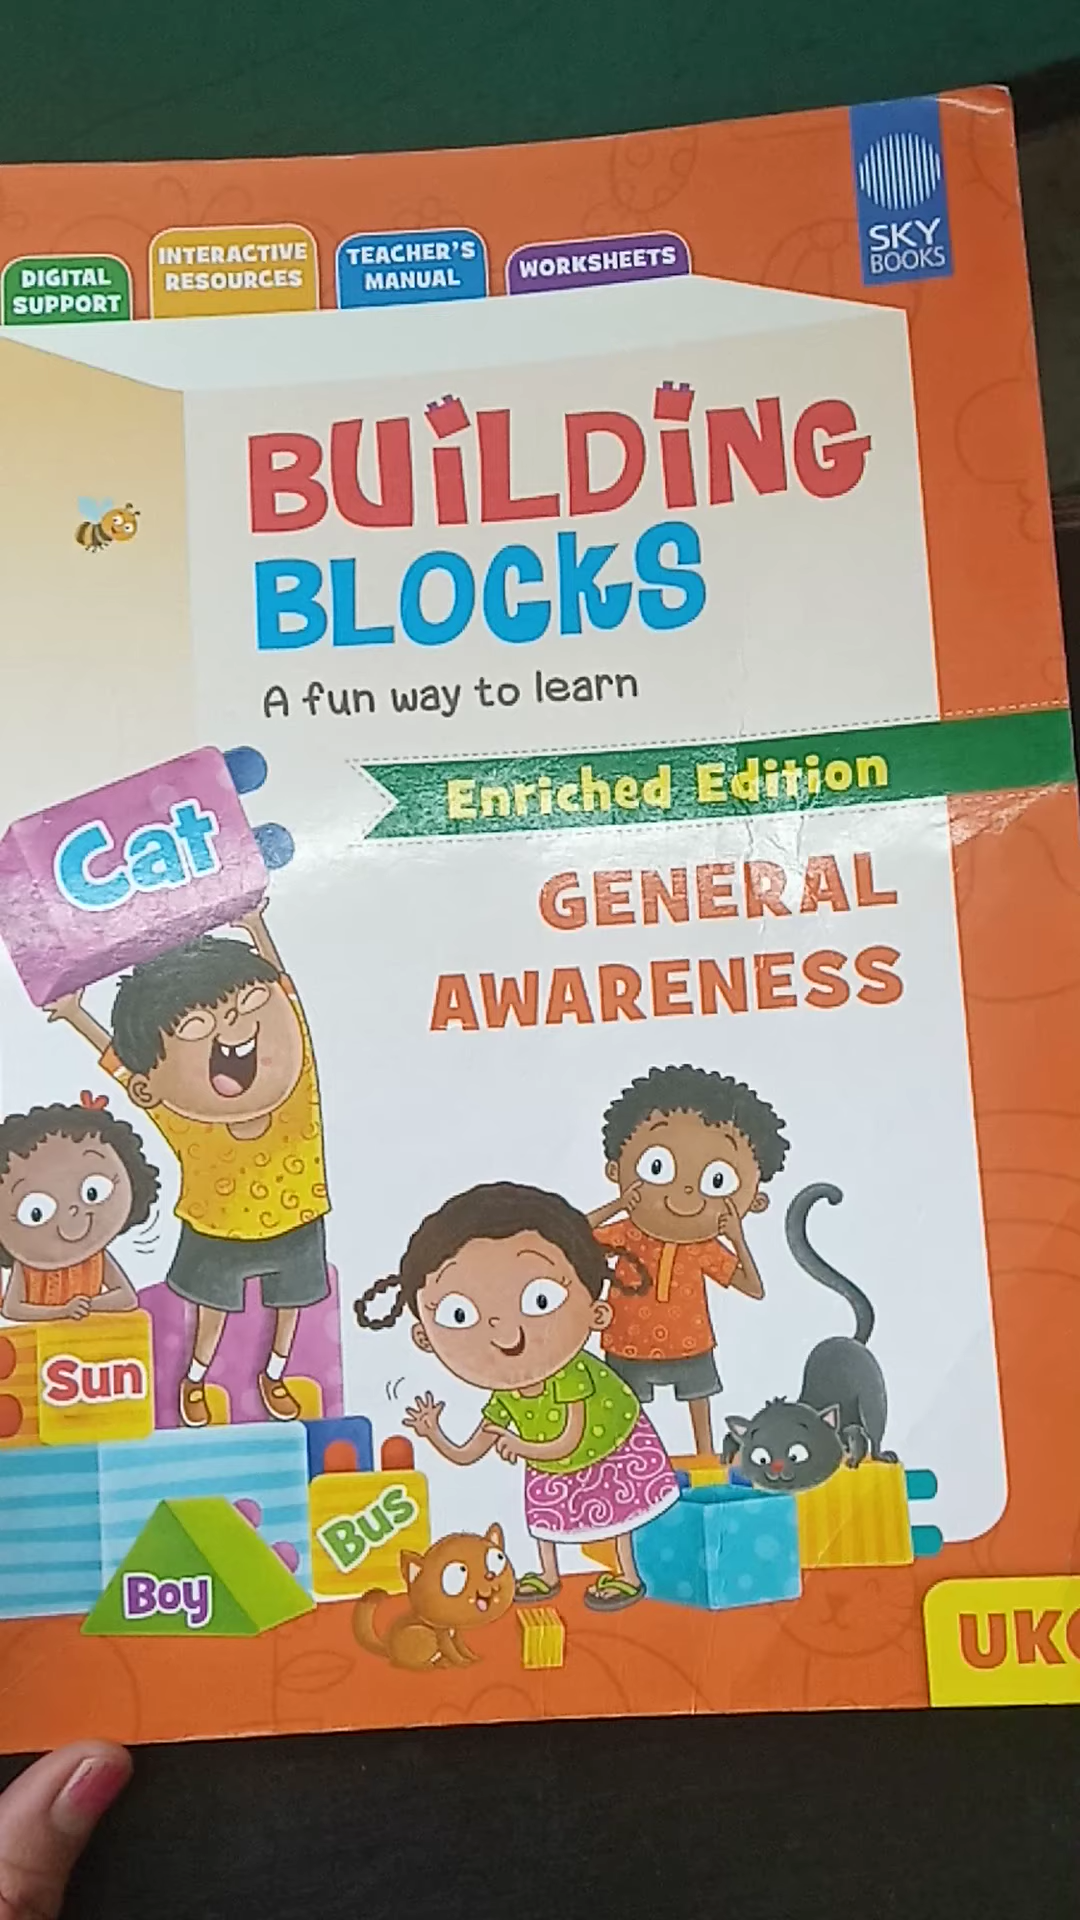 SKY
BOOKS
DIGITAL
SUPPORT
INTERACTIVE
RESOURCES
TEACHER'S
MANUAL
WORKSHEETS
BUILDING
BLOCKS
A fun way to learn
Enriched Edition
GENERAL
AWARENESS
Cat
Sun
Bus
Boy